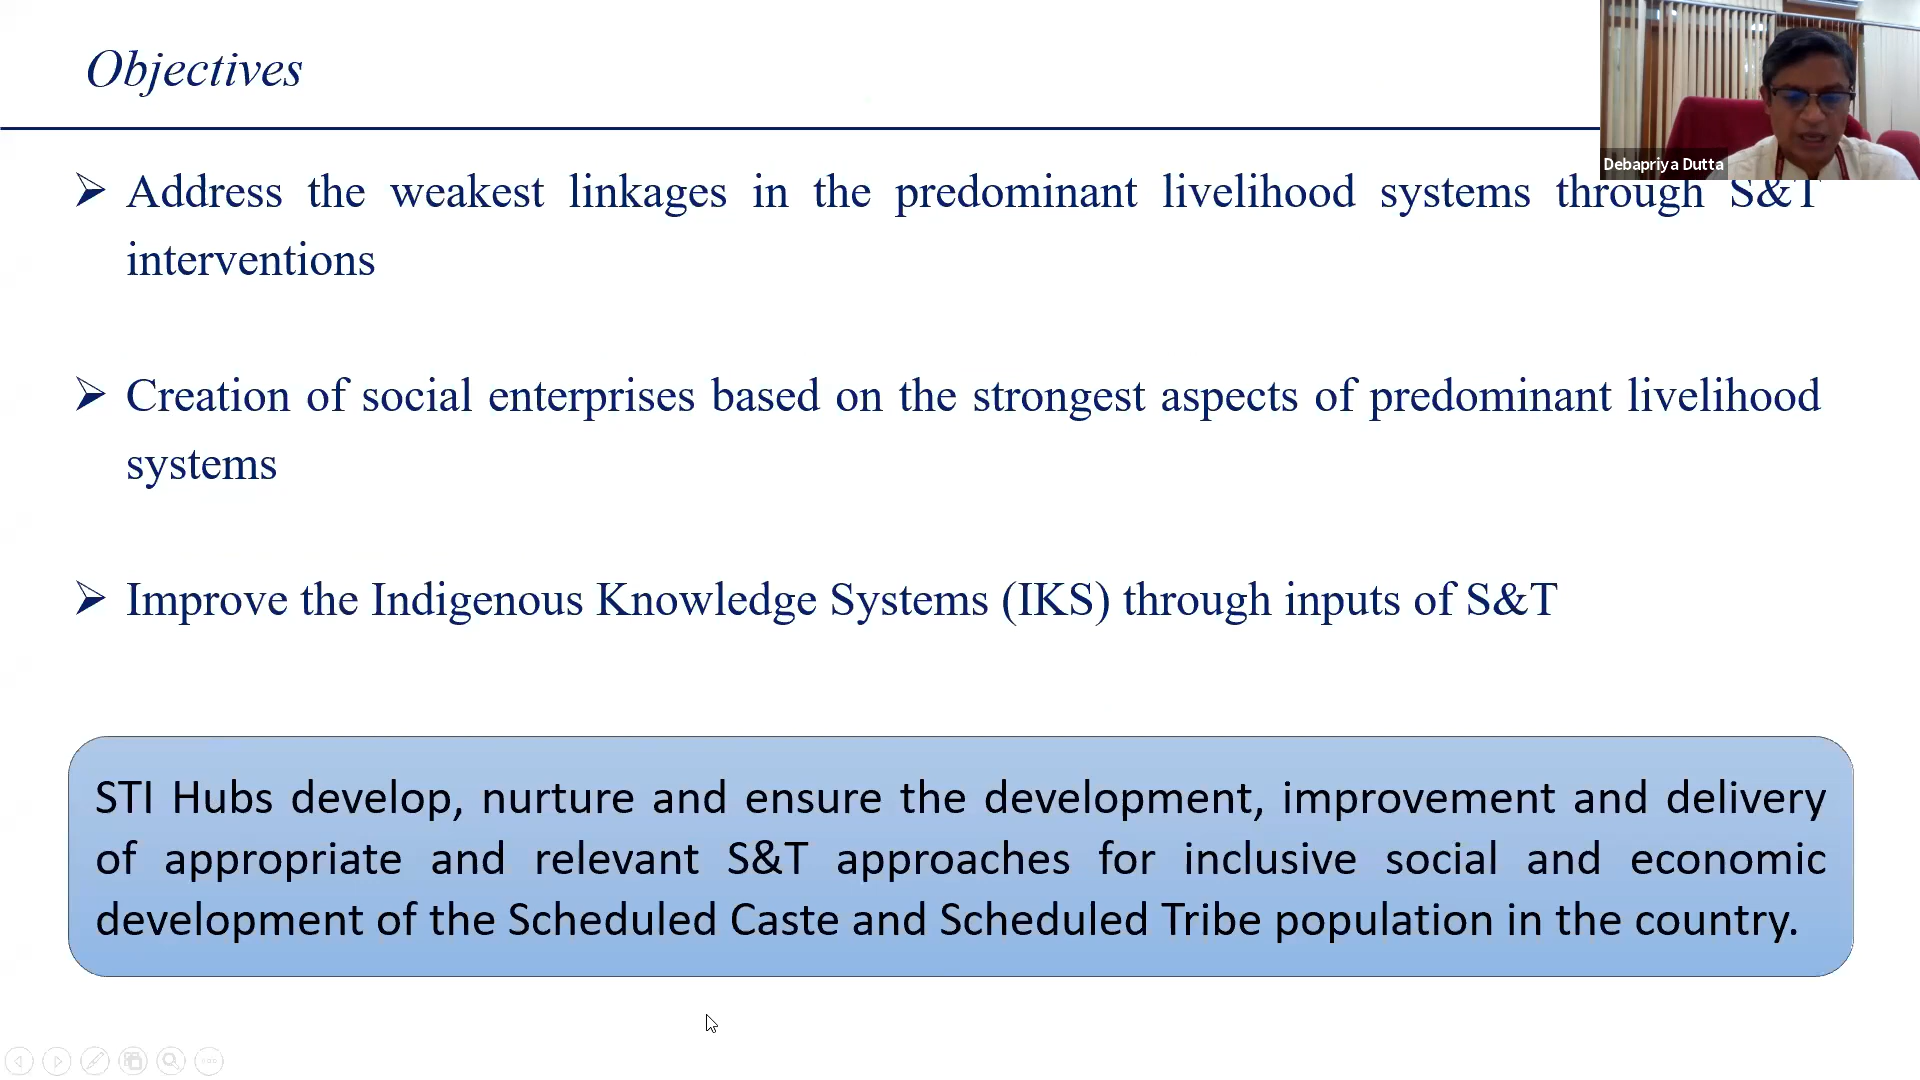 Objectives
Debapriya Dutta
➢ Address the weakest linkages in the predominant livelihood systems through S&T
interventions
➢ Creation of social enterprises based on the strongest aspects of predominant livelihood
systems
➢ Improve the Indigenous Knowledge Systems (IKS) through inputs of S&T
STI Hubs develop, nurture and ensure the development, improvement and delivery
of appropriate and relevant S&T approaches for inclusive social and economic
development of the Scheduled Caste and Scheduled Tribe population in the country.